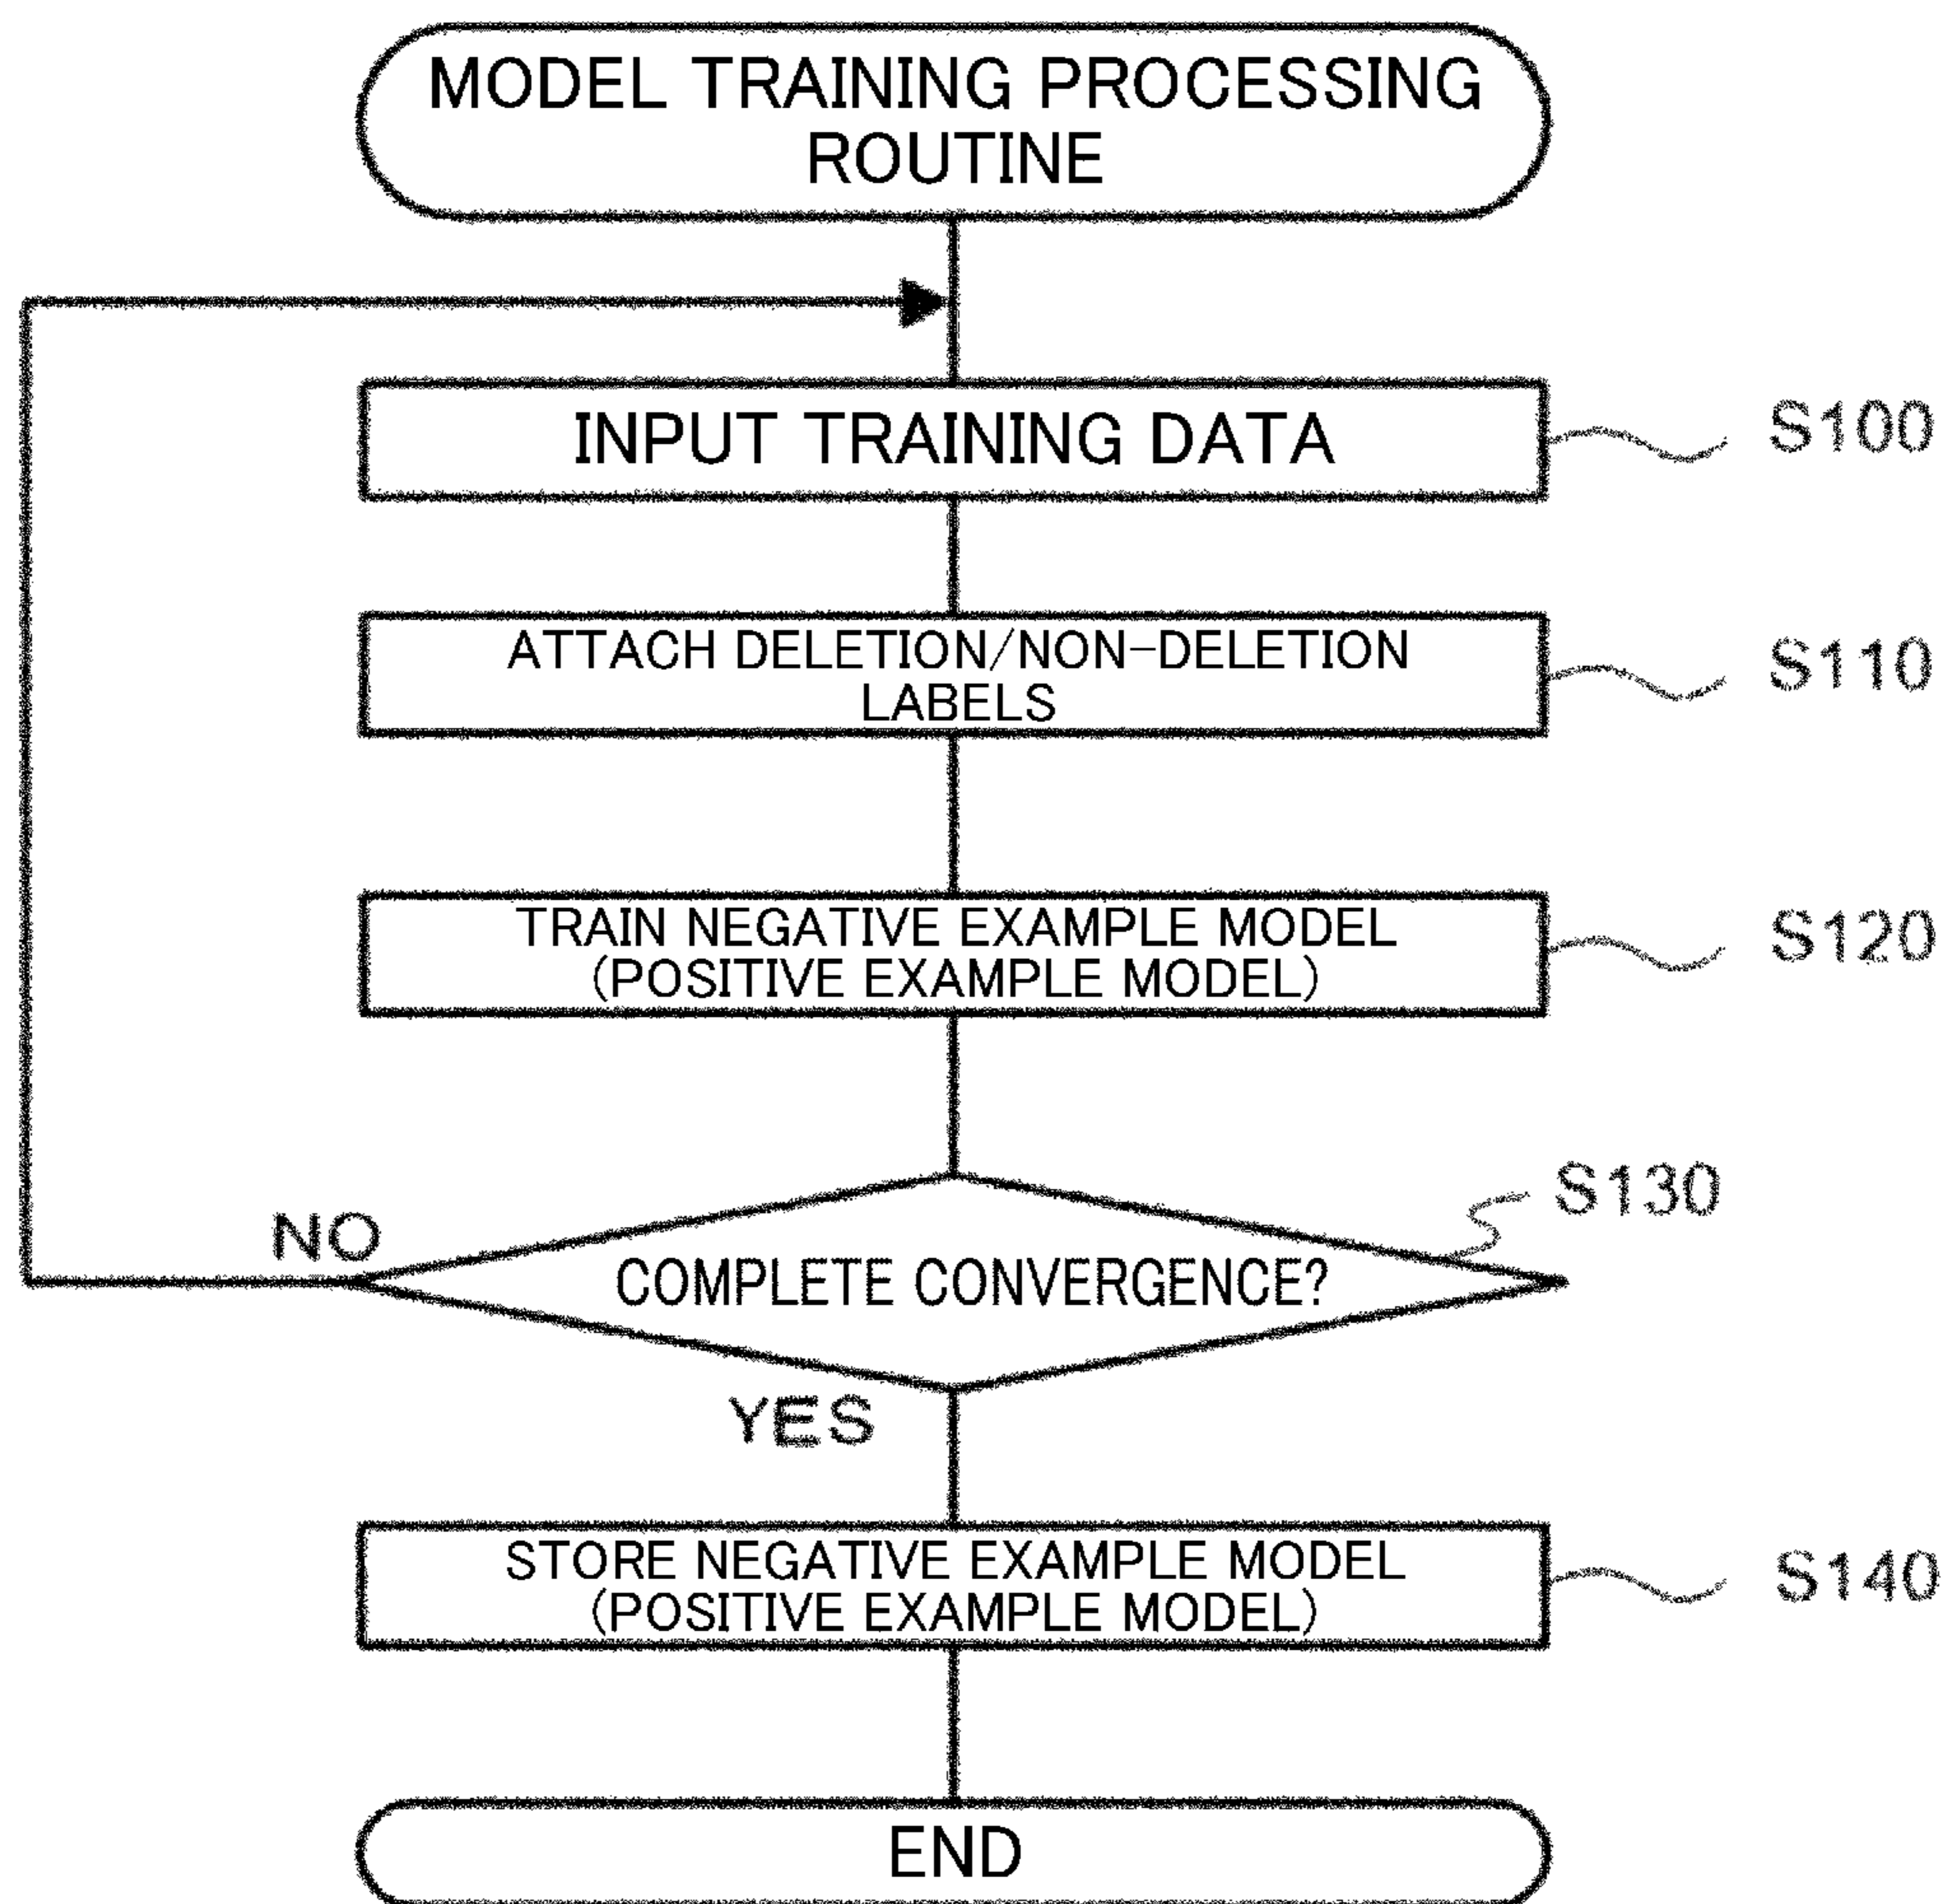 MODEL TRAINING PROCESSING
ROUTINE
INPUT TRAINING DATA
S100
ATTACH DELETION/NON-DELETION
LABELS
S110
TRAIN NEGATIVE EXAMPLE MODEL
(POSITIVE EXAMPLE MODEL)
S120
S130
NO
COMPLETE CONVERGENCE?
YES
STORE NEGATIVE EXAMPLE MODEL
(POSITIVE EXAMPLE MODEL)
S140
END